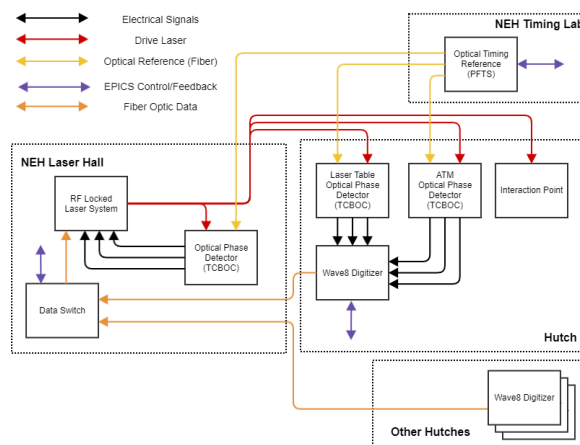 Electrical Signals
Drive Laser
Optical Reference (Fiber)
EPICS Control/Feedback
Fiber Optic Data
NEH Timing Lab
Optical Timing
Reference
(PFTS)
NEH Laser Hall
RF Locked
Laser System
Optical Phase
Detector
(TCBOC)
Data Switch
Laser Table
Optical Phase
Detector
(TCBOC)
ATM
Optical Phase
Detector
(TCBOC)
Interaction Point
Wave8 Digitizer
Hutch
Wave8 Digitizer
Other Hutches